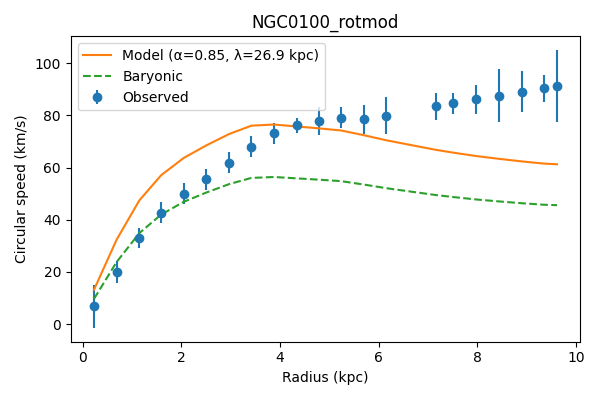 NGC0100_rotmod
Model (α=0.85, λ=26.9 kpc)
Baryonic
Observed
Circular speed (km/s)
100
80
60
40
20
0
0 2 4 6 8 10
Radius (kpc)